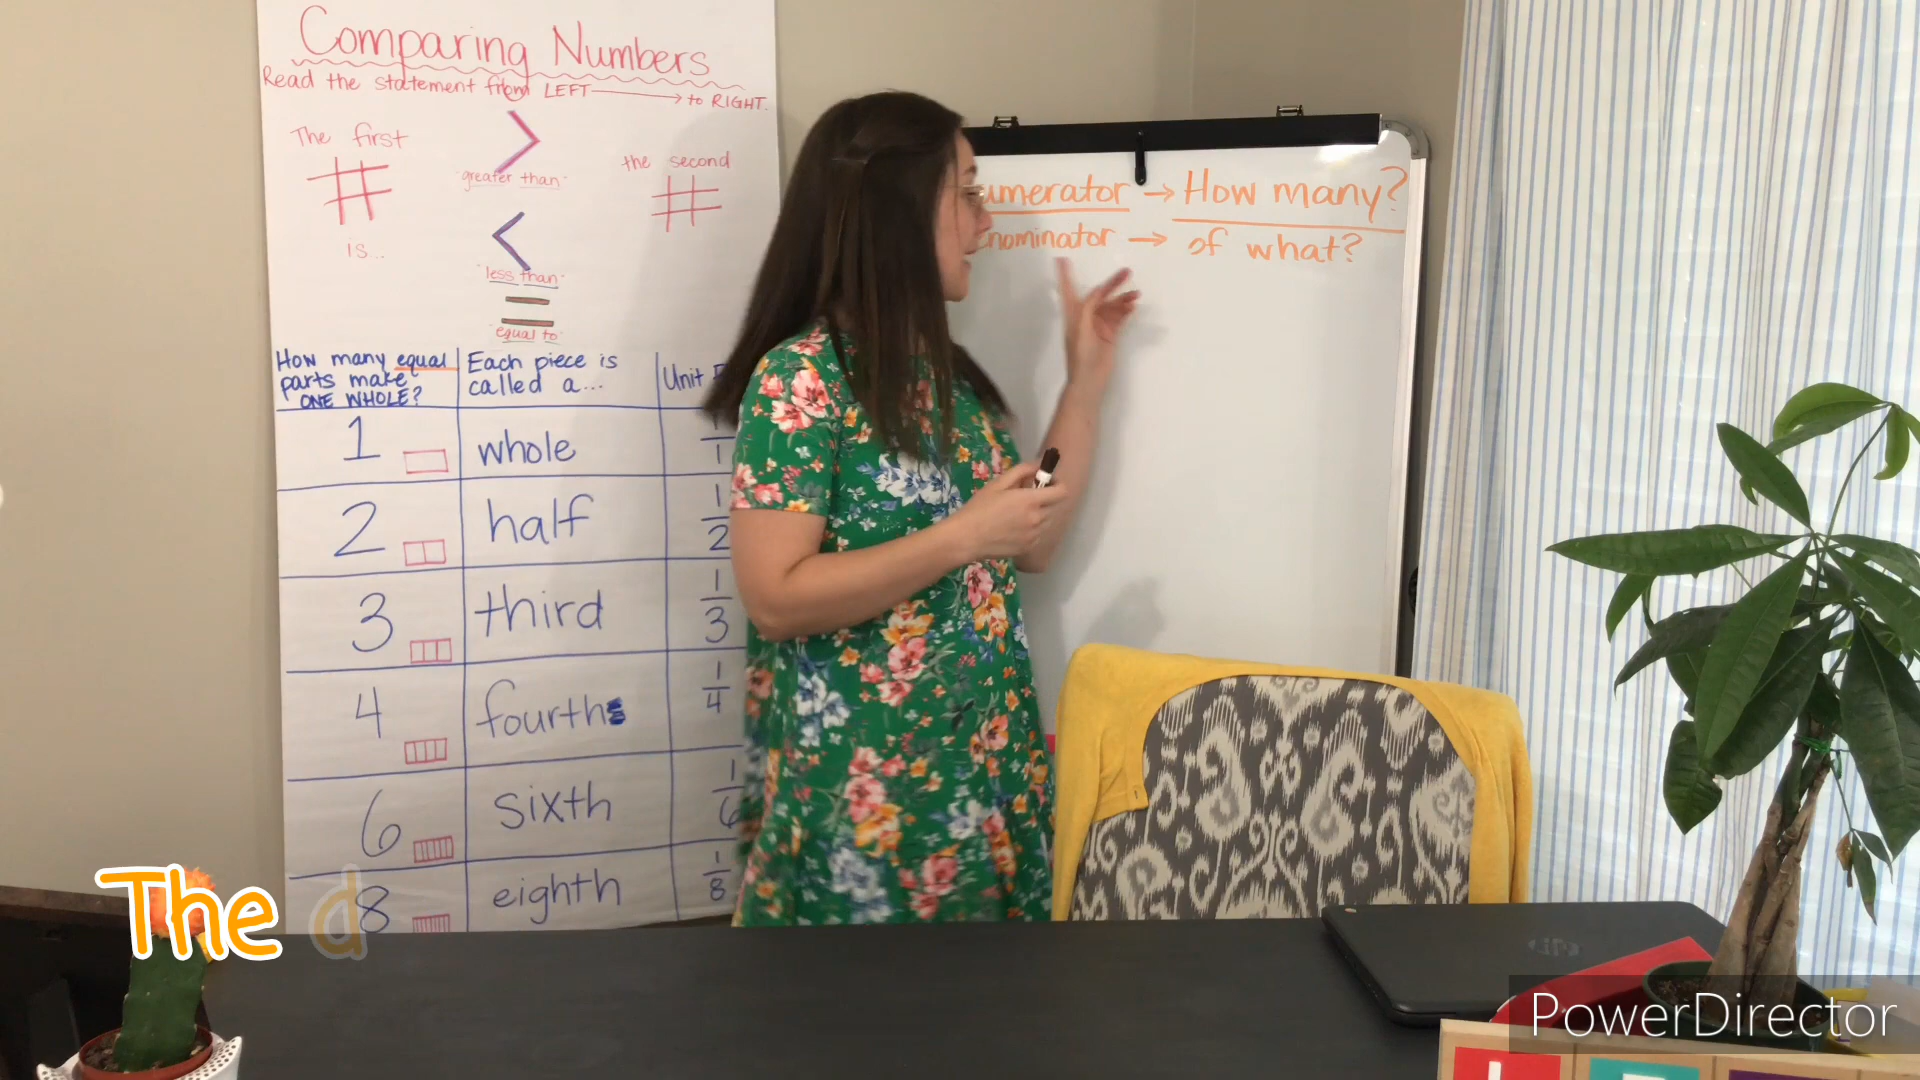 Comparing Numbers
Read the statement from LEFT → to RIGHT.
The first
#
is...
>
"greater than"
<
"less than"
=
"equal to"
the second
#
How many equal parts make ONE WHOLE?
Each piece is called a...
Unit
1 whole 1/1
2 half 1/2
3 third 1/3
4 fourth 1/4
6 sixth 1/6
8 eighth 1/8
umerator → How many?
nominator → of what?
The d
hp
PowerDirector